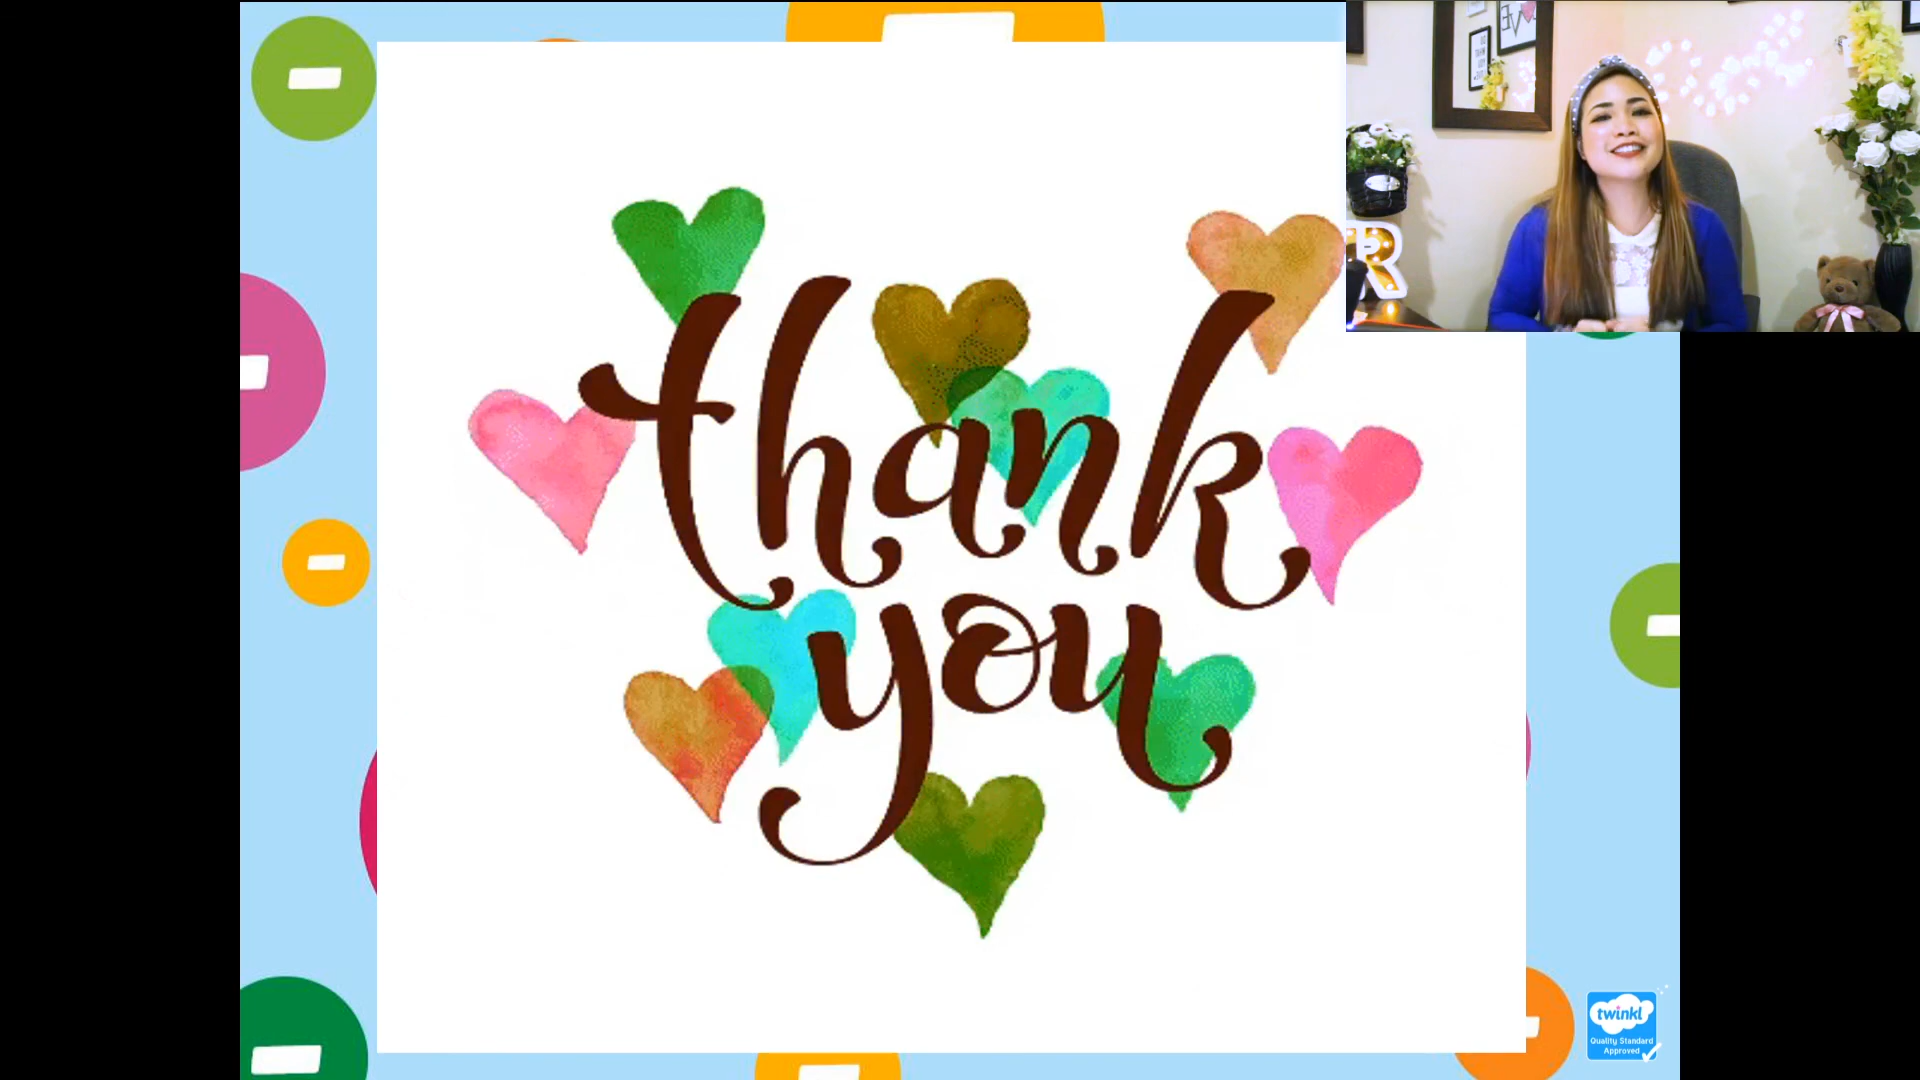 thank
you
R
twinkl
Quality Standard
Approved